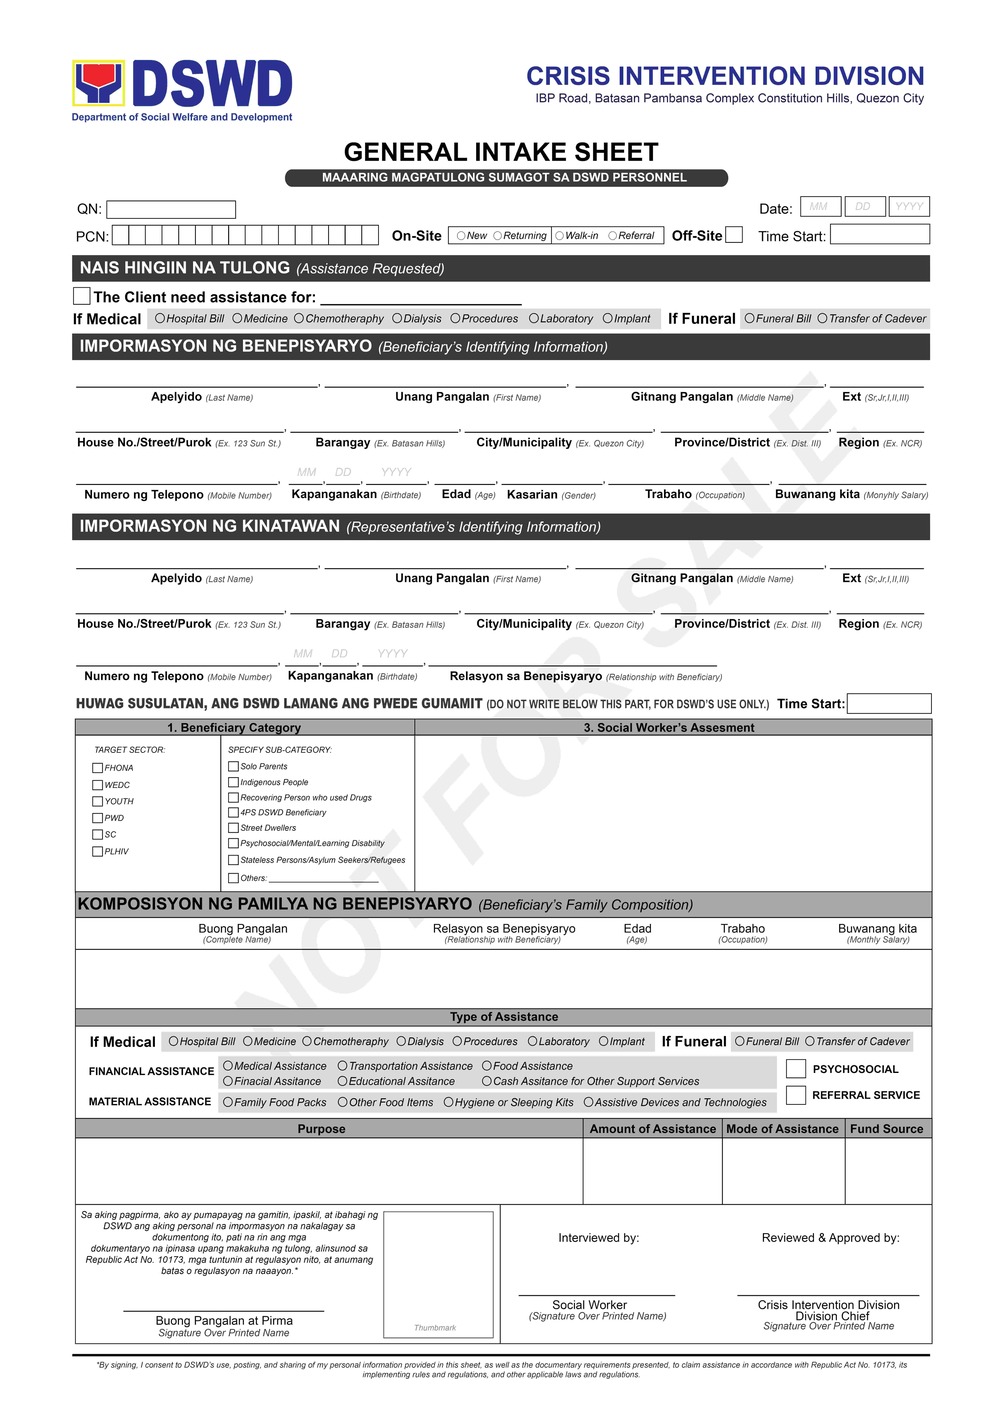 DSWD
Department of Social Welfare and Development
CRISIS INTERVENTION DIVISION
IBP Road, Batasan Pambansa Complex Constitution Hills, Quezon City
GENERAL INTAKE SHEET
MAAARING MAGPATULONG SUMAGOT SA DSWD PERSONNEL
QN:
Date: MM DD YYYY
PCN: On-Site New Returning Walk-in Referral Off-Site Time Start:
NAIS HINGIIN NA TULONG (Assistance Requested)
The Client need assistance for:
If Medical Hospital Bill Medicine Chemotheraphy Dialysis Procedures Laboratory Implant If Funeral Funeral Bill Transfer of Cadever
IMPORMASYON NG BENEPISYARYO (Beneficiary's Identifying Information)
Apelyido (Last Name) Unang Pangalan (First Name) Gitnang Pangalan (Middle Name) Ext (Sr,Jr,I,II,III)
House No./Street/Purok (Ex. 123 Sun St.) Barangay (Ex. Batasan Hills) City/Municipality (Ex. Quezon City) Province/District (Ex. Dist. III) Region (Ex. NCR)
MM DD YYYY
Numero ng Telepono (Mobile Number) Kapanganakan (Birthdate) Edad (Age) Kasarian (Gender) Trabaho (Occupation) Buwanang kita (Monyhly Salary)
IMPORMASYON NG KINATAWAN (Representative's Identifying Information)
Apelyido (Last Name) Unang Pangalan (First Name) Gitnang Pangalan (Middle Name) Ext (Sr,Jr,I,II,III)
House No./Street/Purok (Ex. 123 Sun St.) Barangay (Ex. Batasan Hills) City/Municipality (Ex. Quezon City) Province/District (Ex. Dist. III) Region (Ex. NCR)
MM DD YYYY
Numero ng Telepono (Mobile Number) Kapanganakan (Birthdate) Relasyon sa Benepisyaryo (Relationship with Beneficiary)
HUWAG SUSULATAN, ANG DSWD LAMANG ANG PWEDE GUMAMIT (DO NOT WRITE BELOW THIS PART, FOR DSWD'S USE ONLY.) Time Start:
1. Beneficiary Category 3. Social Worker's Assesment
TARGET SECTOR: SPECIFY SUB-CATEGORY:
FHONA Solo Parents
WEDC Indigenous People
YOUTH Recovering Person who used Drugs
PWD 4PS DSWD Beneficiary
SC Street Dwellers
PLHIV Psychosocial/Mental/Learning Disability
Stateless Persons/Asylum Seekers/Refugees
Others:
KOMPOSISYON NG PAMILYA NG BENEPISYARYO (Beneficiary's Family Composition)
Buong Pangalan Relasyon sa Benepisyaryo Edad Trabaho Buwanang kita
(Complete Name) (Relationship with Beneficiary) (Age) (Occupation) (Monthly Salary)
Type of Assistance
If Medical Hospital Bill Medicine Chemotheraphy Dialysis Procedures Laboratory Implant If Funeral Funeral Bill Transfer of Cadever
FINANCIAL ASSISTANCE Medical Assistance Transportation Assistance Food Assistance PSYCHOSOCIAL
Finacial Assitance Educational Assitance Cash Assitance for Other Support Services
MATERIAL ASSISTANCE Family Food Packs Other Food Items Hygiene or Sleeping Kits Assistive Devices and Technologies REFERRAL SERVICE
Purpose Amount of Assistance Mode of Assistance Fund Source
Sa aking pagpirma, ako ay pumapayag na gamitin, ipaskil, at ibahagi ng
DSWD ang aking personal na impormasyon na nakalagay sa
dokumentong ito, pati na rin ang mga
dokumentaryo na ipinasa upang makakuha ng tulong, alinsunod sa
Republic Act No. 10173, mga tuntunin at regulasyon nito, at anumang
batas o regulasyon na naaayon.*
Buong Pangalan at Pirma
Signature Over Printed Name
Thumbmark
Interviewed by:
Social Worker
(Signature Over Printed Name)
Reviewed & Approved by:
Crisis Intervention Division
Division Chief
Signature Over Printed Name
*By signing, I consent to DSWD's use, posting, and sharing of my personal information provided in this sheet, as well as the documentary requirements presented, to claim assistance in accordance with Republic Act No. 10173, its
implementing rules and regulations, and other applicable laws and regulations.
NOT FOR SALE